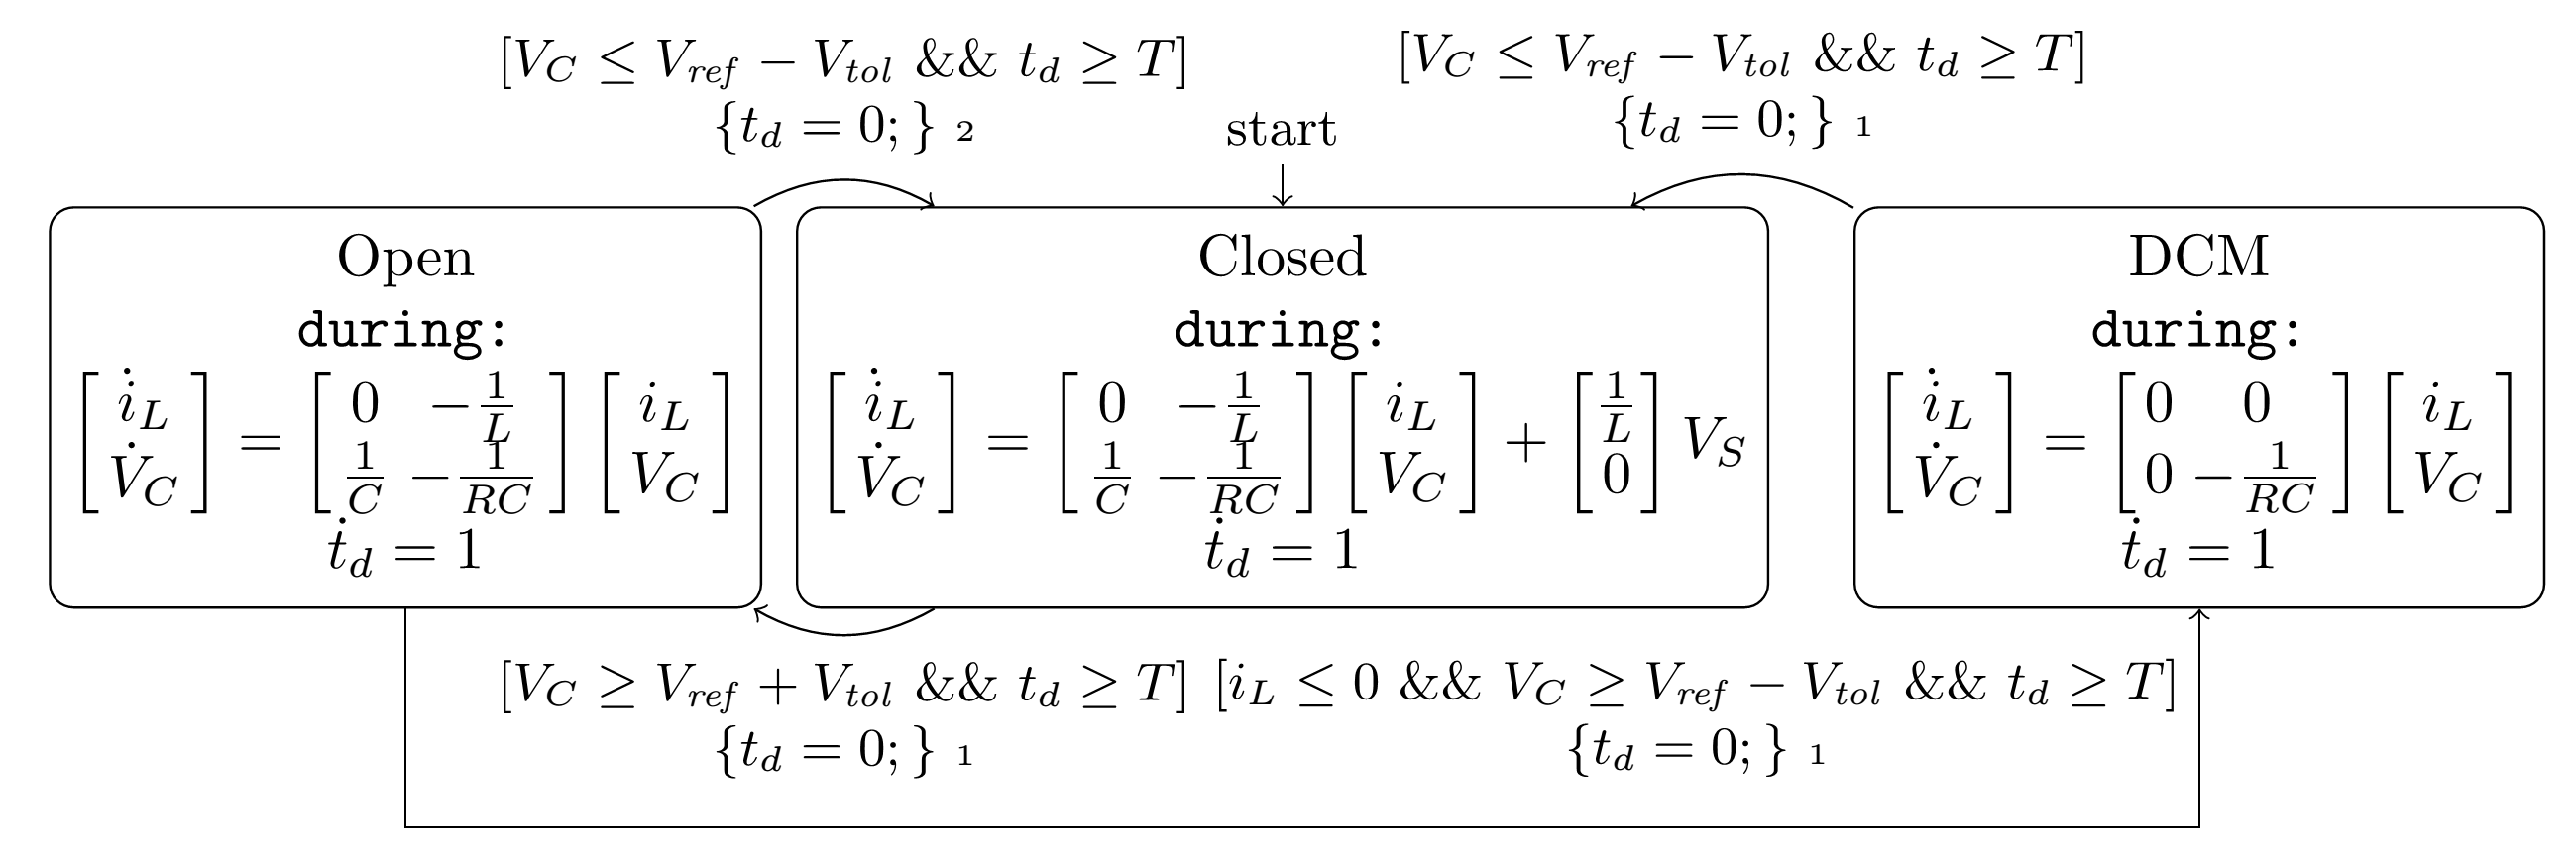 [V_C ≤ V_ref − V_tol && t_d ≥ T]
{t_d = 0; } 2
start
[V_C ≤ V_ref − V_tol && t_d ≥ T]
{t_d = 0; } 1
Open
during:
[i̇_L; V̇_C] = [0 −1/L; 1/C −1/RC] [i_L; V_C]
ṫ_d = 1
Closed
during:
[i̇_L; V̇_C] = [0 −1/L; 1/C −1/RC] [i_L; V_C] + [1/L; 0] V_S
ṫ_d = 1
DCM
during:
[i̇_L; V̇_C] = [0 0; 0 −1/RC] [i_L; V_C]
ṫ_d = 1
[V_C ≥ V_ref + V_tol && t_d ≥ T]
{t_d = 0; } 1
[i_L ≤ 0 && V_C ≥ V_ref − V_tol && t_d ≥ T]
{t_d = 0; } 1